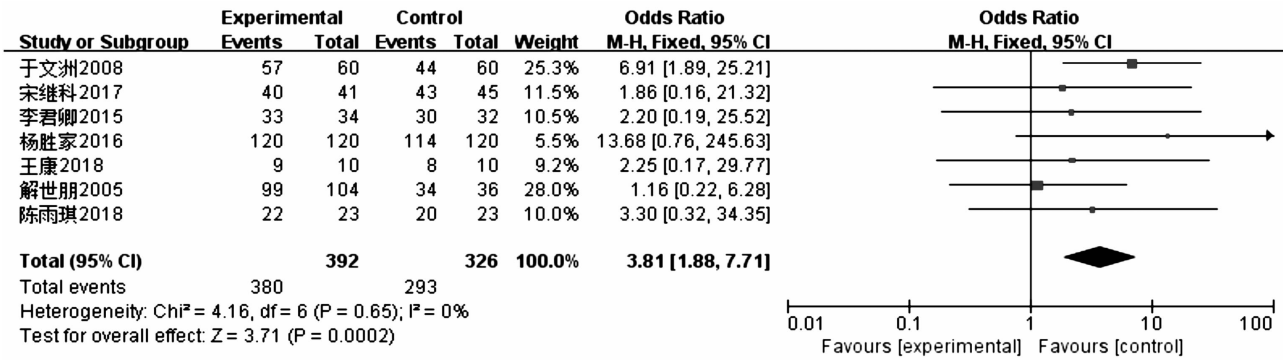 Experimental Control Odds Ratio Odds Ratio
Study or Subgroup Events Total Events Total Weight M-H, Fixed, 95% CI M-H, Fixed, 95% CI
于文洲2008 57 60 44 60 25.3% 6.91 [1.89, 25.21]
宋继科2017 40 41 43 45 11.5% 1.86 [0.16, 21.32]
李君卿2015 33 34 30 32 10.5% 2.20 [0.19, 25.52]
杨胜家2016 120 120 114 120 5.5% 13.68 [0.76, 245.63]
王康2018 9 10 8 10 9.2% 2.25 [0.17, 29.77]
解世朋2005 99 104 34 36 28.0% 1.16 [0.22, 6.28]
陈雨琪2018 22 23 20 23 10.0% 3.30 [0.32, 34.35]
Total (95% CI) 392 326 100.0% 3.81 [1.88, 7.71]
Total events 380 293
Heterogeneity: Chi² = 4.16, df = 6 (P = 0.65); I² = 0%
Test for overall effect: Z = 3.71 (P = 0.0002)
0.01 0.1 1 10 100
Favours [experimental] Favours [control]